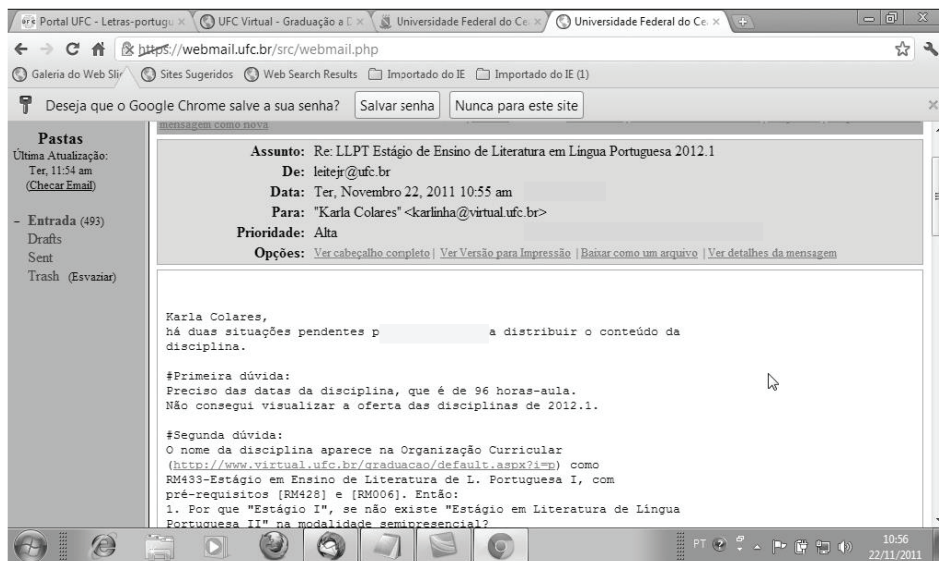 Portal UFC - Letras-portugu
UFC Virtual - Graduação a D
Universidade Federal do Ce
Universidade Federal do Ce
https://webmail.ufc.br/src/webmail.php
Galeria do Web Slic
Sites Sugeridos
Web Search Results
Importado do IE
Importado do IE (1)
Deseja que o Google Chrome salve a sua senha?
Salvar senha
Nunca para este site
mensagem como nova
Pastas
Última Atualização:
Ter, 11:54 am
(Checar Email)
- Entrada (493)
Drafts
Sent
Trash (Esvaziar)
Assunto: Re: LLPT Estágio de Ensino de Literatura em Lingua Portuguesa 2012.1
De: leitejr@ufc.br
Data: Ter, Novembro 22, 2011 10:55 am
Para: "Karla Colares" <karlinha@virtual.ufc.br>
Prioridade: Alta
Opções: Ver cabeçalho completo | Ver Versão para Impressão | Baixar como um arquivo | Ver detalhes da mensagem
Karla Colares,
há duas situações pendentes p a distribuir o conteúdo da
disciplina.
#Primeira dúvida:
Preciso das datas da disciplina, que é de 96 horas-aula.
Não consegui visualizar a oferta das disciplinas de 2012.1.
#Segunda dúvida:
O nome da disciplina aparece na Organização Curricular
(http://www.virtual.ufc.br/graduacao/default.aspx?i=p) como
RM433-Estágio em Ensino de Literatura de L. Portuguesa I, com
pré-requisitos [RM428] e [RM006]. Então:
1. Por que "Estágio I", se não existe "Estágio em Literatura de Língua
Portuguesa II" na modalidade semipresencial?
PT
10:56
22/11/2011